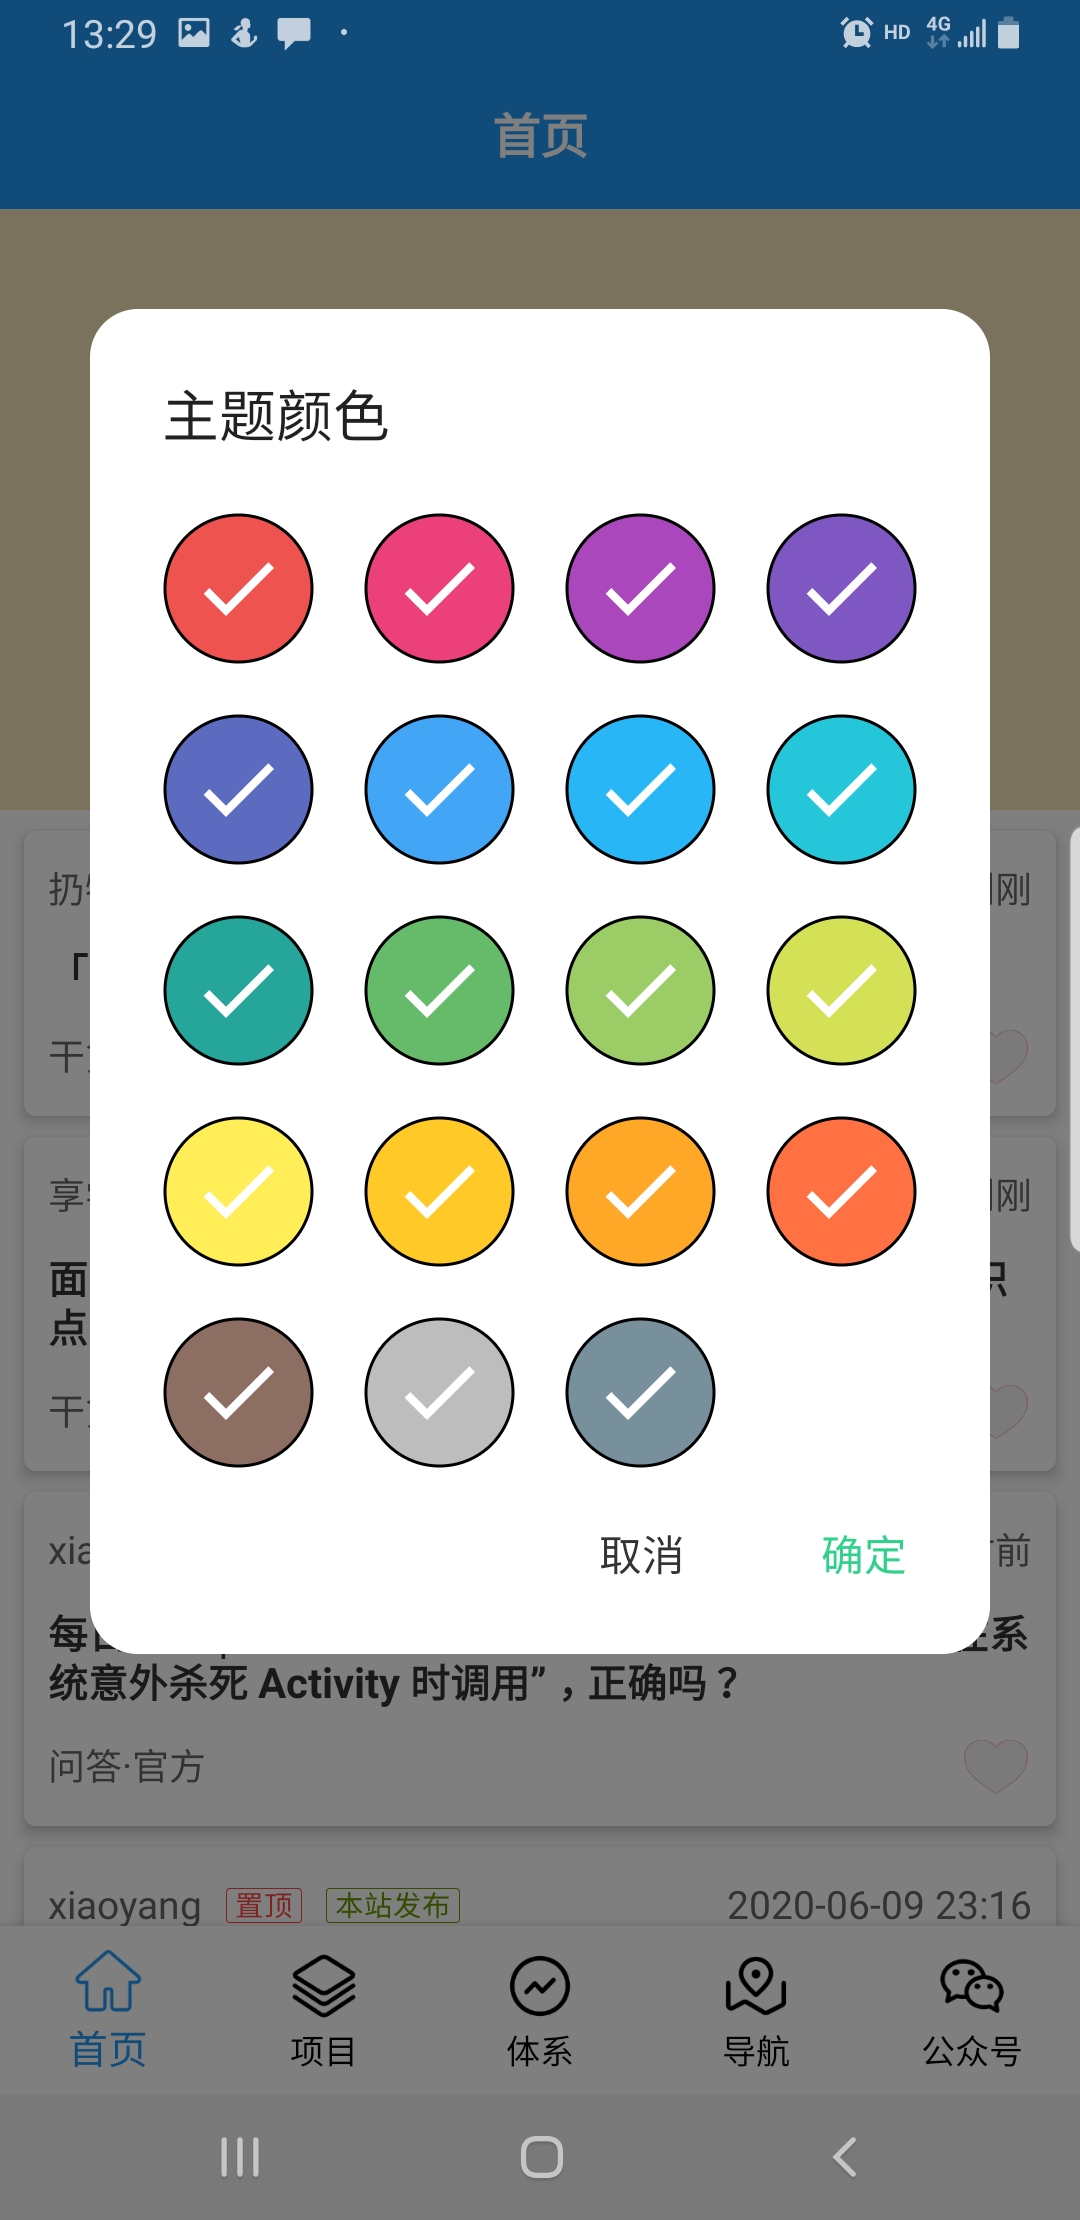 13:29
HD 4G
首页
主题颜色
扔
刚
「
干
享
刚
面
点
干
取消
确定
xia
前
每
系
统意外杀死 Activity 时调用”，正确吗？
问答·官方
xiaoyang 置顶 本站发布 2020-06-09 23:16
首页 项目 体系 导航 公众号